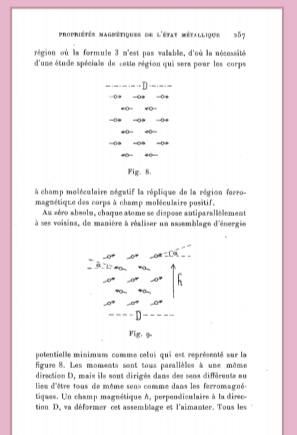 PROPRIÉTÉS MAGNÉTIQUES DE L'ÉTAT MÉTALLIQUE 267
région où la formule 3 n'est pas valable, d'où la nécessité
d'une étude spéciale de cette région qui sera pour les corps
D
Fig. 8.
à champ moléculaire négatif la réplique de la région ferro-
magnétique des corps à champ moléculaire positif.
Au zéro absolu, chaque atome se dispose antiparallèlement
à ses voisins, de manière à réaliser un assemblage d'énergie
h
D
Fig. 9.
potentielle minimum comme celui qui est représenté sur la
figure 8. Les moments sont tous parallèles à une même
direction D, mais ils sont dirigés dans des sens différents au
lieu d'être tous de même sens comme dans les ferromagné-
tiques. Un champ magnétique h, perpendiculaire à la direc-
tion D, va déformer cet assemblage et l'aimanter. Tous les